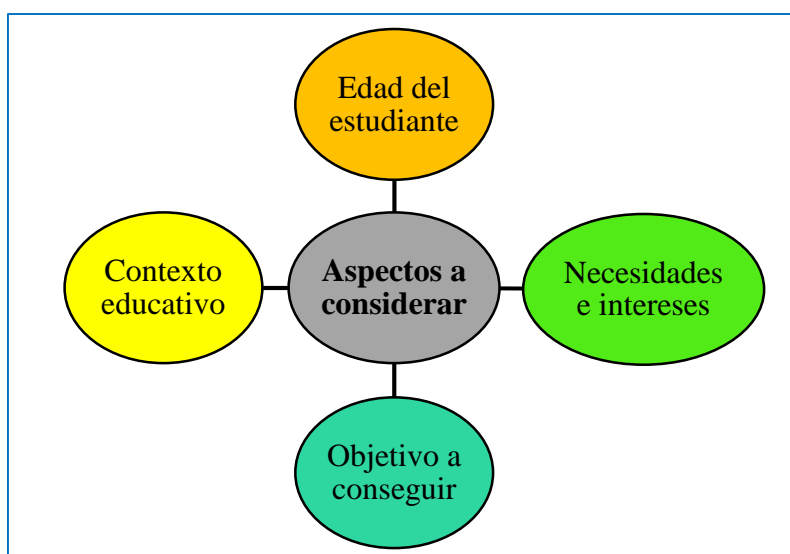 Edad del
estudiante
Contexto
educativo
Aspectos a
considerar
Necesidades
e intereses
Objetivo a
conseguir